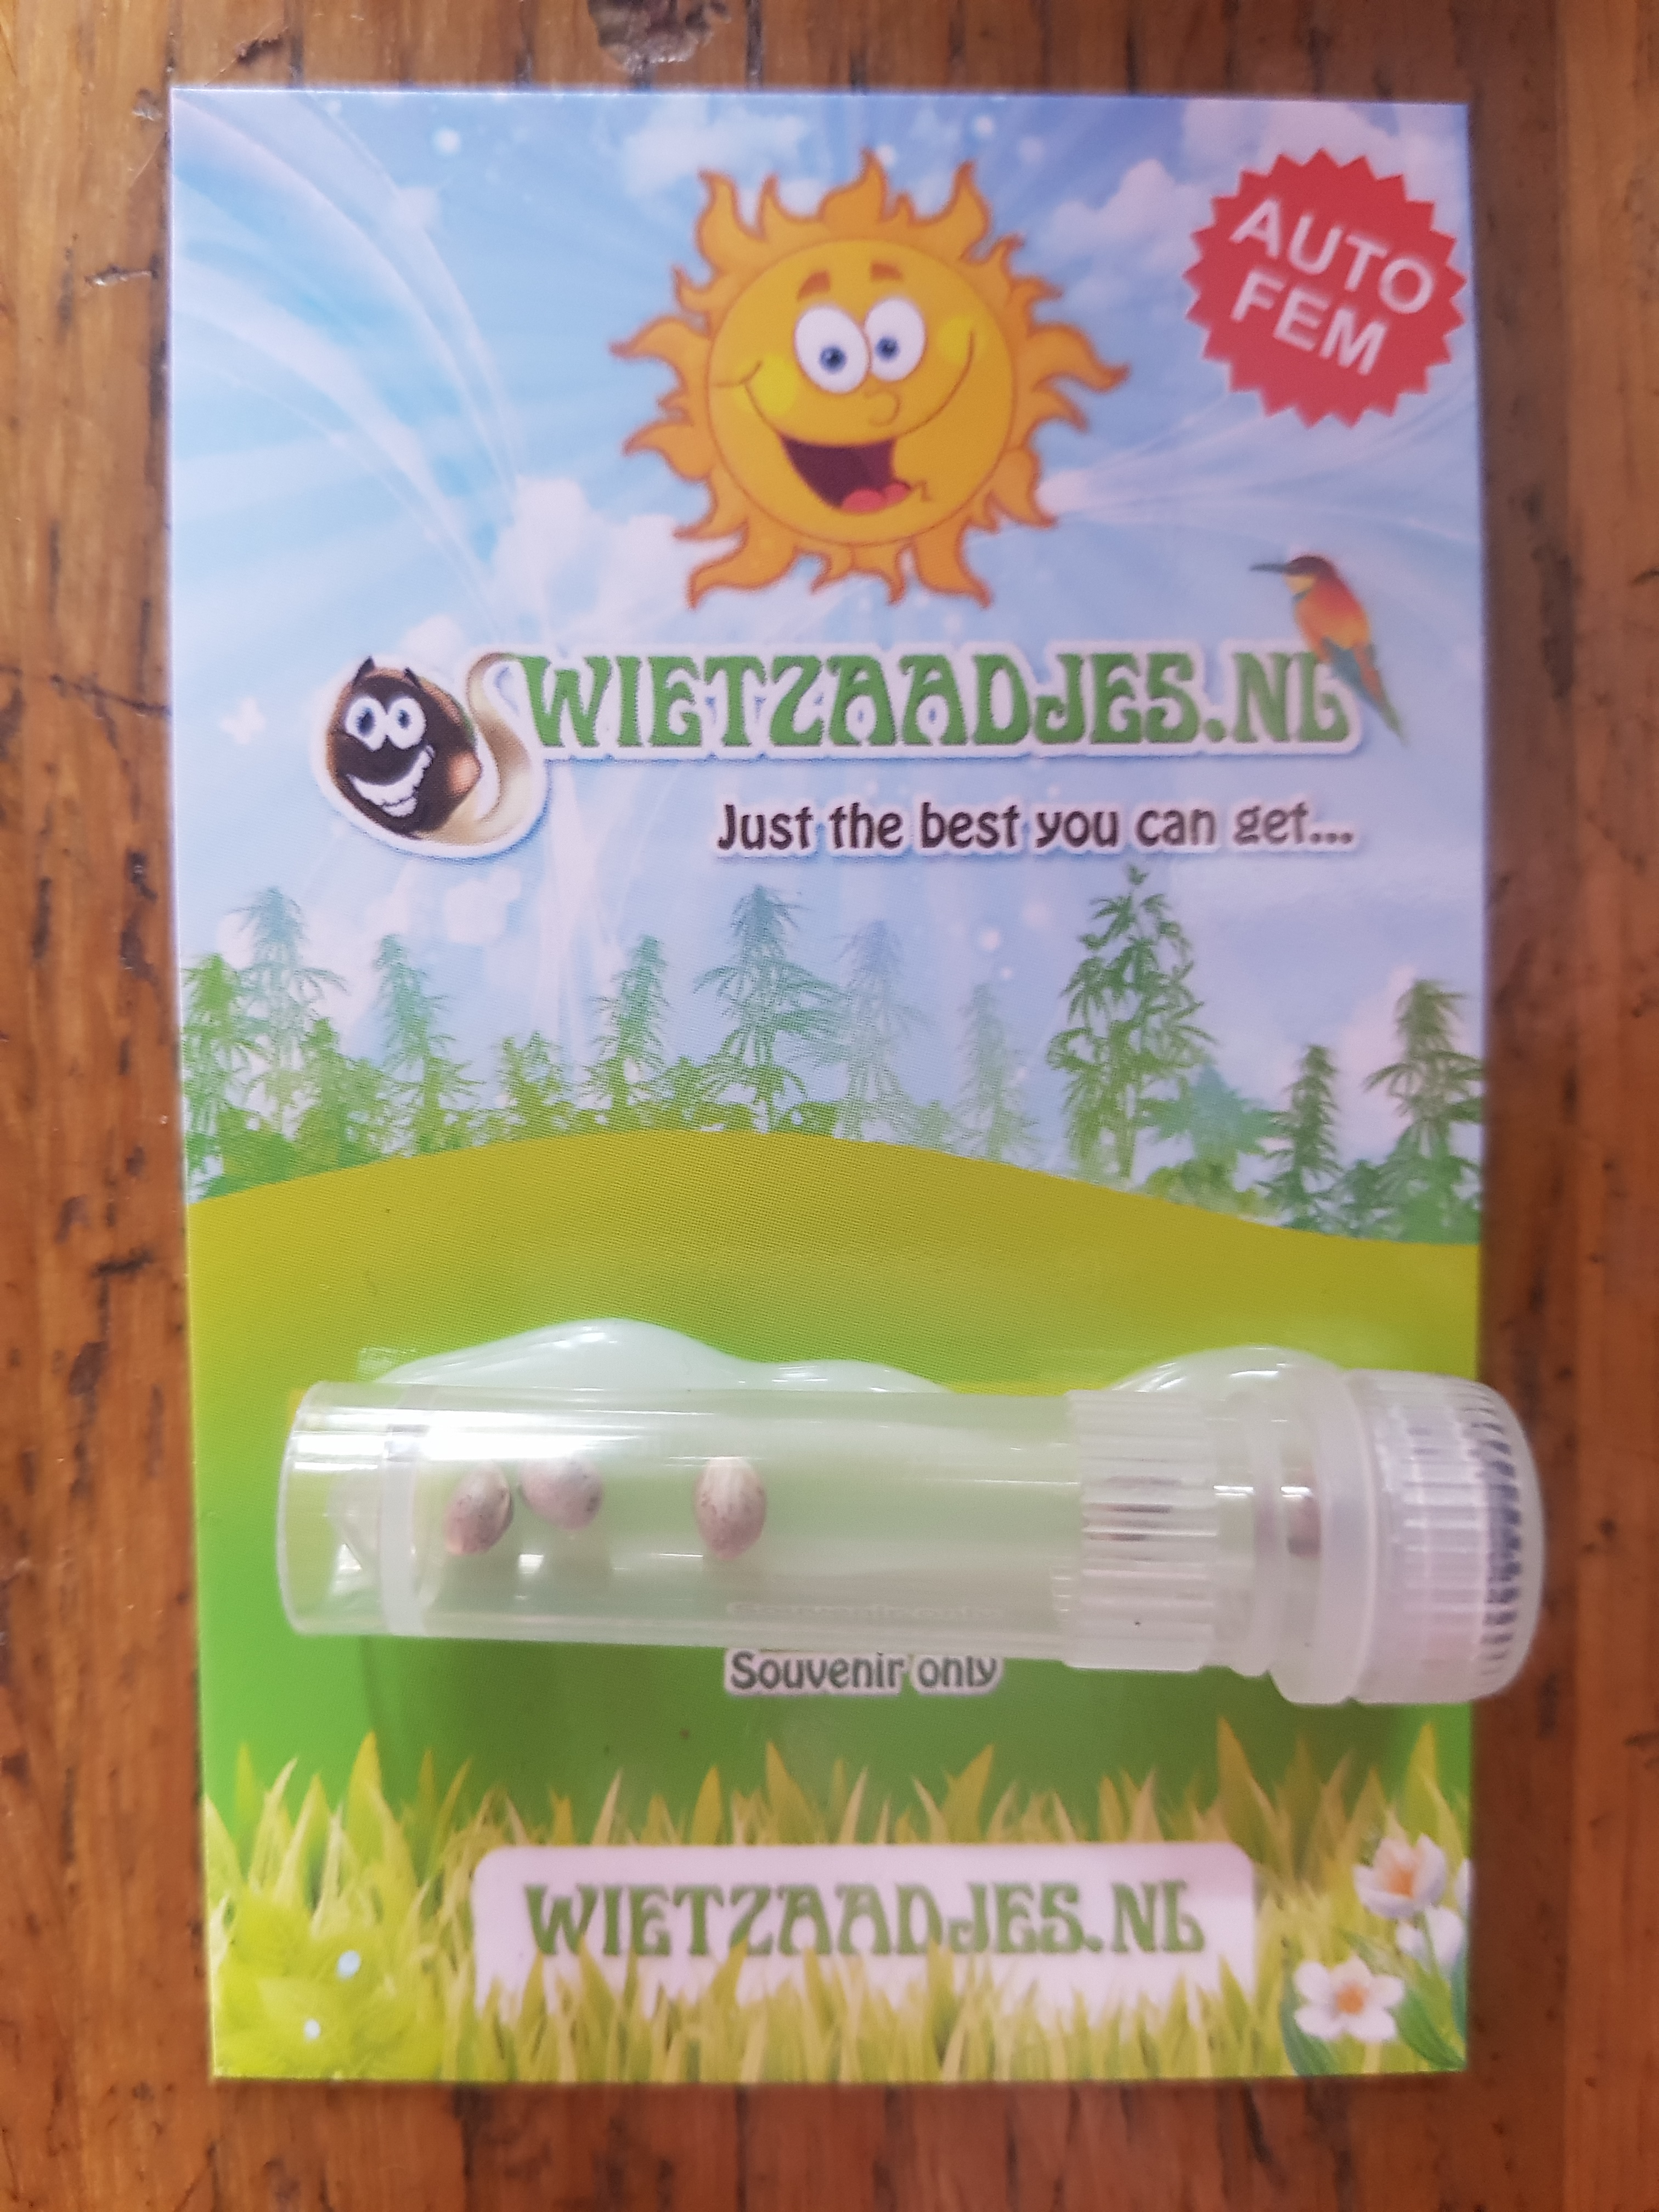 AUTO
FEM
WIETZAADJES.NL
Just the best you can get...
Souvenir only
WIETZAADJES.NL